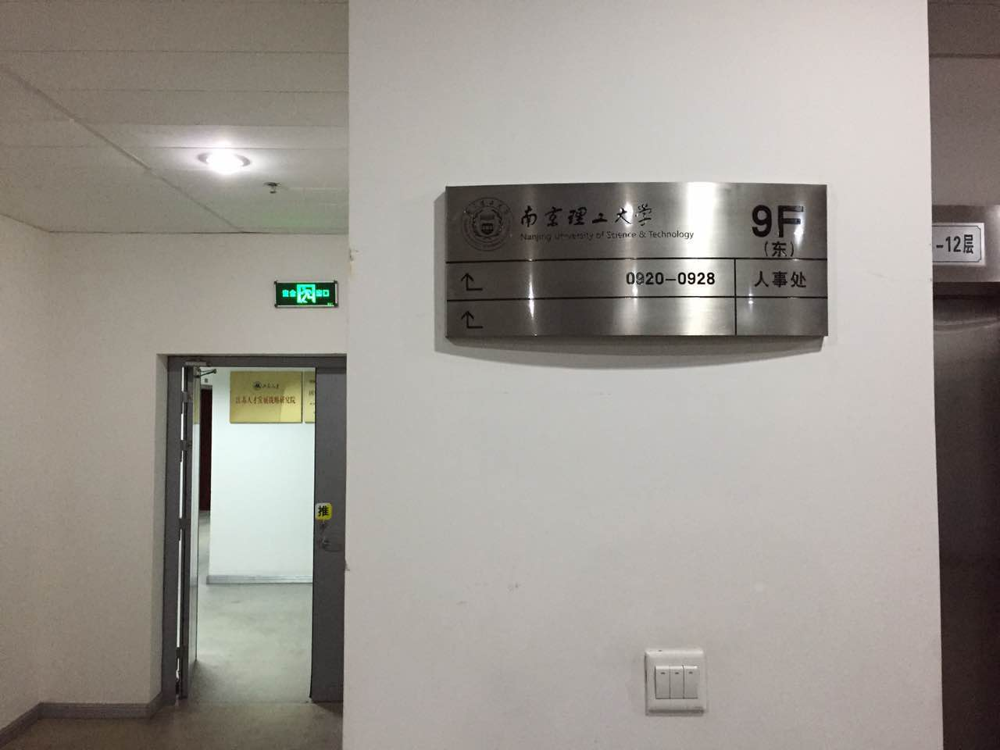 南京理工大学
Nanjing University of Science & Technology
9F
(东)
0920-0928
人事处
-12层
安全出口
江苏人才发展战略研究院
推